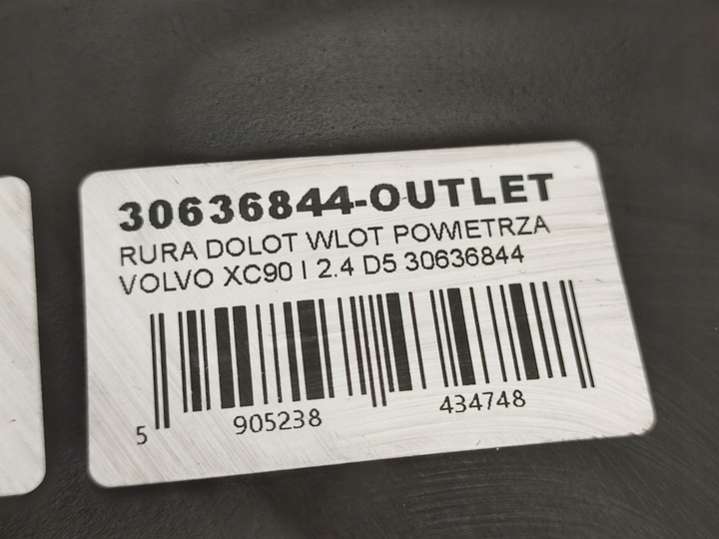 30636844-OUTLET
RURA DOLOT WLOT POWIETRZA
VOLVO XC90 I 2.4 D5 30636844
5 905238 434748